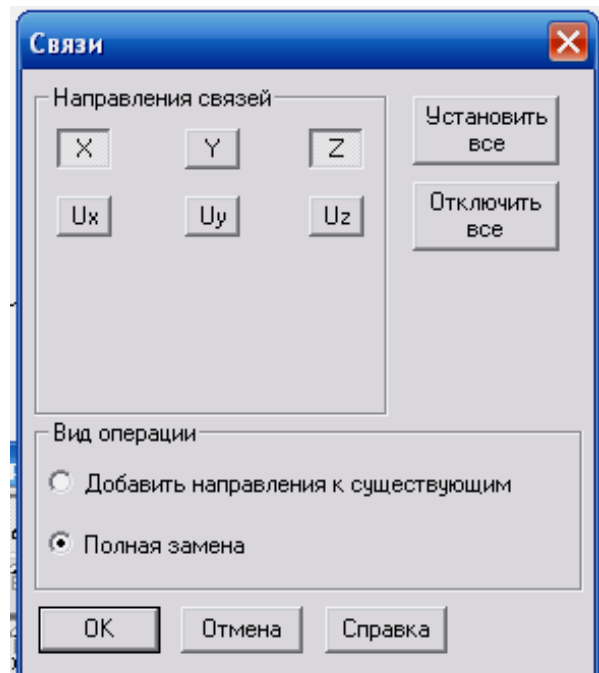 Связи
Направления связей
X Y Z
Ux Uy Uz
Установить
все
Отключить
все
Вид операции
Добавить направления к существующим
Полная замена
OK Отмена Справка